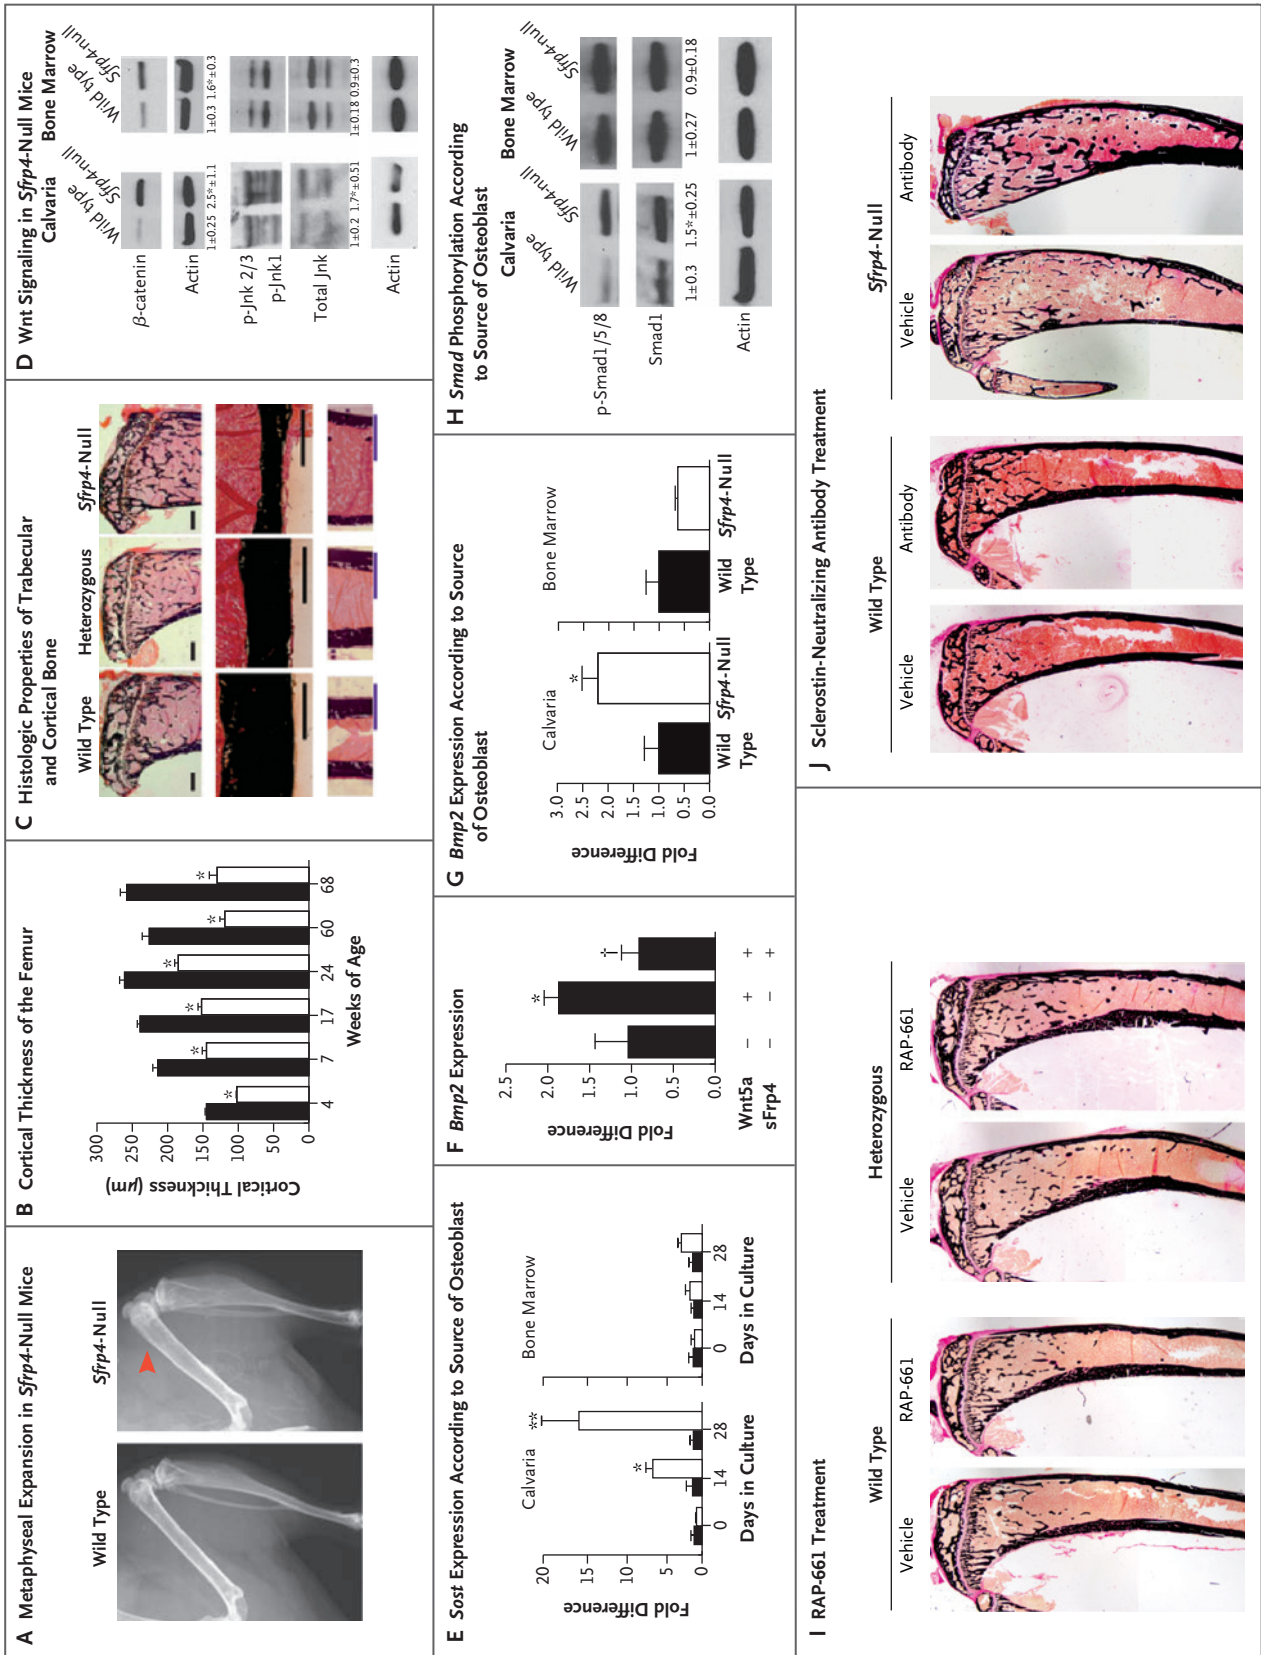 A Metaphyseal Expansion in Sfrp4-Null Mice
Wild Type
Sfrp4-Null
B Cortical Thickness of the Femur
Cortical Thickness (μm)
300
250
200
150
100
50
0
*
*
*
*
*
*
4
7
17
24
60
68
Weeks of Age
C Histologic Properties of Trabecular
and Cortical Bone
Wild Type
Heterozygous
Sfrp4-Null
D Wnt Signaling in Sfrp4-Null Mice
Calvaria
Bone Marrow
Wild type
Sfrp4-null
Wild type
Sfrp4-null
β-catenin
Actin
1±0.25 2.5*±1.1
1±0.3 1.6*±0.3
p-Jnk 2/3
p-Jnk1
Total Jnk
1±0.2 1.7*±0.51
1±0.18 0.9±0.3
Actin
E Sost Expression According to Source of Osteoblast
Calvaria
Bone Marrow
Fold Difference
20
15
10
5
0
*
**
0
14
28
Days in Culture
0
14
28
Days in Culture
F Bmp2 Expression
Fold Difference
2.5
2.0
1.5
1.0
0.5
0.0
*
†
Wnt5a − + +
sFrp4 − − +
G Bmp2 Expression According to Source
of Osteoblast
Calvaria
Bone Marrow
Fold Difference
3.0
2.5
2.0
1.5
1.0
0.5
0.0
*
Wild
Type
Sfrp4-Null
Wild
Type
Sfrp4-Null
H Smad Phosphorylation According
to Source of Osteoblast
Calvaria
Bone Marrow
Wild type
Sfrp4-null
Wild type
Sfrp4-null
p-Smad1/5/8
Smad1
1±0.3 1.5*±0.25
1±0.27 0.9±0.18
Actin
I RAP-661 Treatment
Wild Type
Heterozygous
Vehicle
RAP-661
Vehicle
RAP-661
J Sclerostin-Neutralizing Antibody Treatment
Wild Type
Sfrp4-Null
Vehicle
Antibody
Vehicle
Antibody